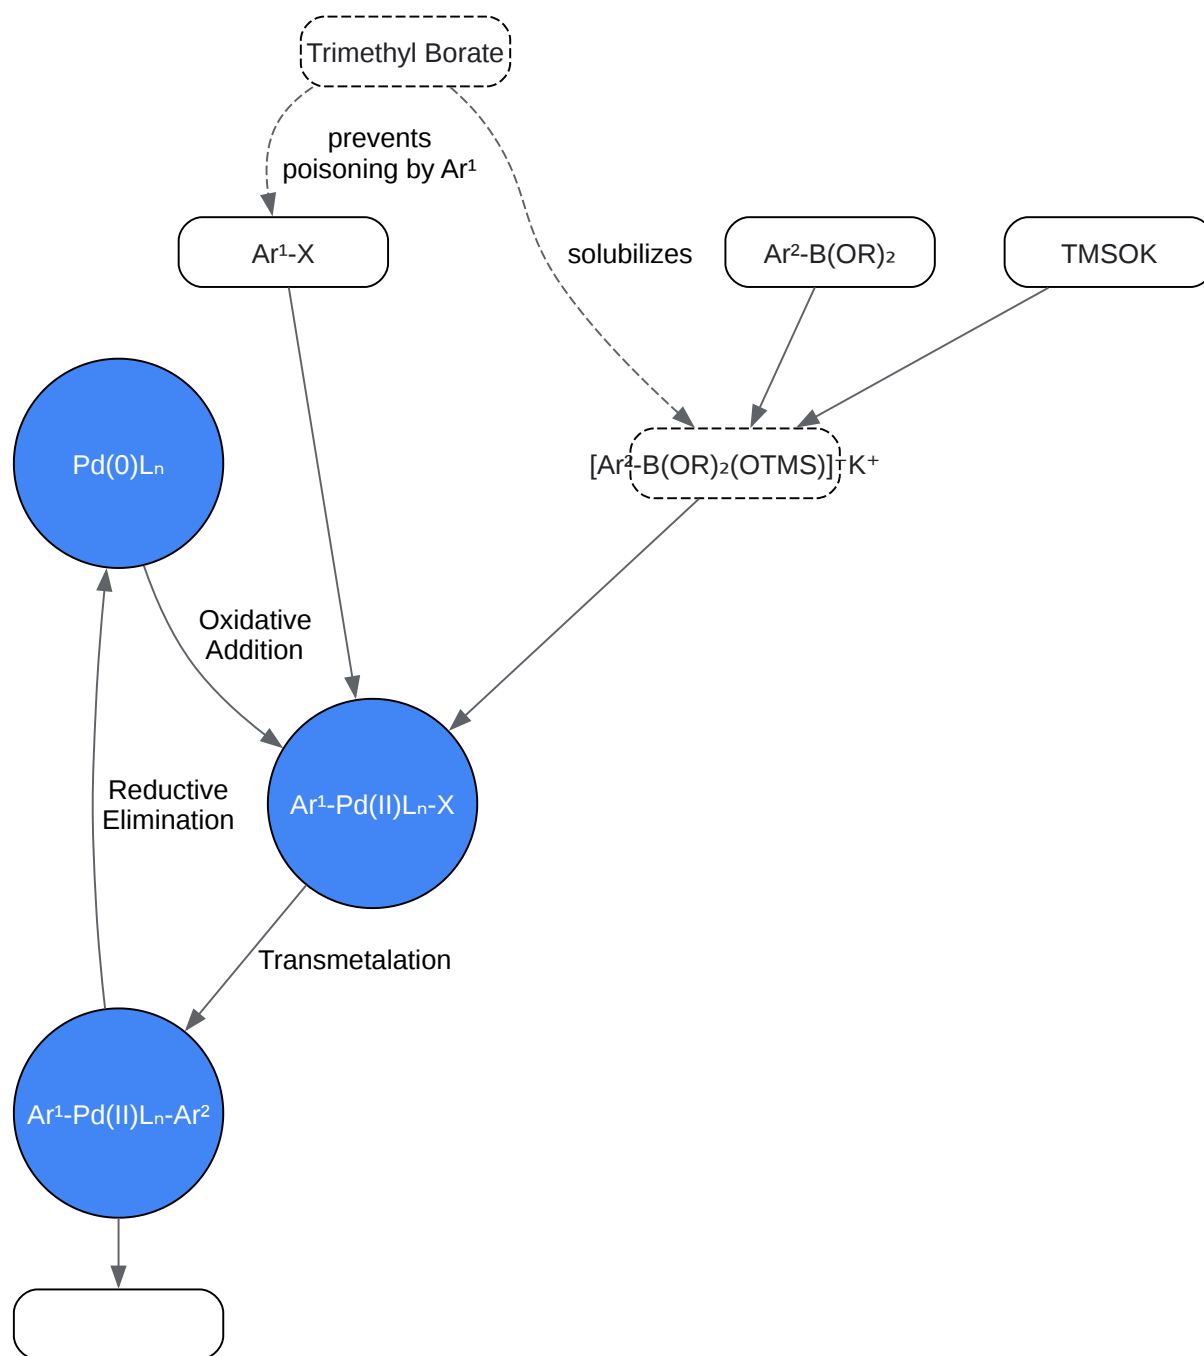 Trimethyl Borate
prevents
poisoning by Ar¹
Ar¹-X
solubilizes
Ar²-B(OR)₂
TMSOK
Pd(0)Lₙ
[Ar²-B(OR)₂(OTMS)]⁻K⁺
Oxidative
Addition
Reductive
Elimination
Ar¹-Pd(II)Lₙ-X
Transmetalation
Ar¹-Pd(II)Lₙ-Ar²